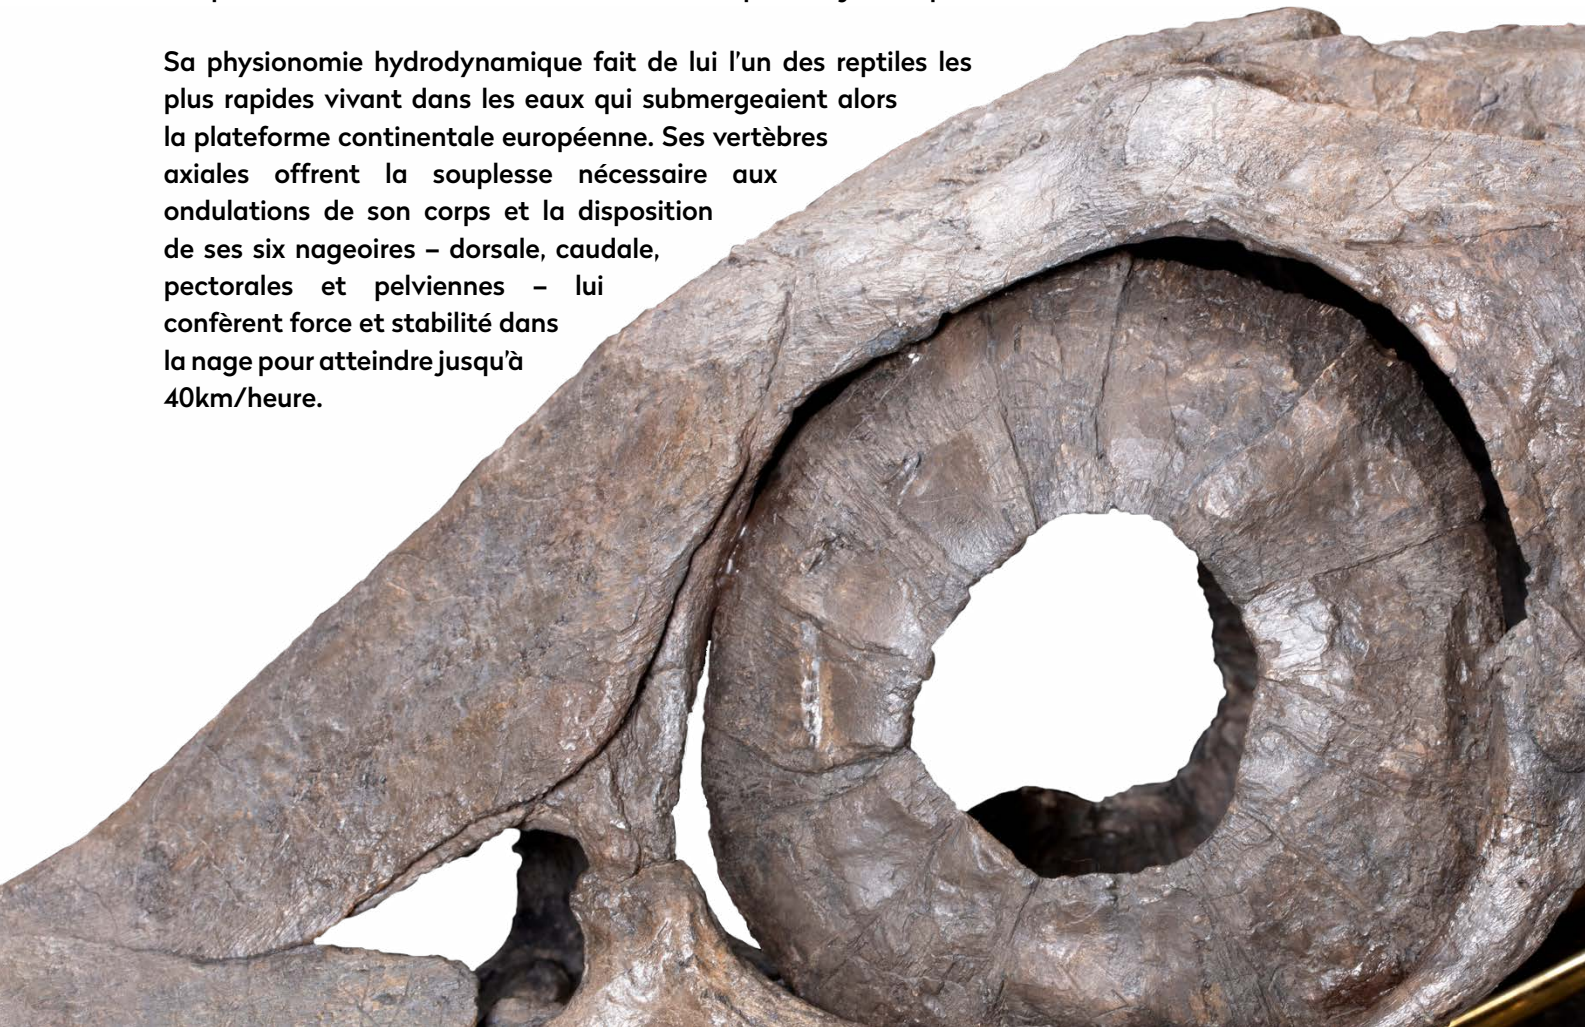 Sa physionomie hydrodynamique fait de lui l’un des reptiles les
plus rapides vivant dans les eaux qui submergeaient alors
la plateforme continentale européenne. Ses vertèbres
axiales offrent la souplesse nécessaire aux
ondulations de son corps et la disposition
de ses six nageoires – dorsale, caudale,
pectorales et pelviennes – lui
confèrent force et stabilité dans
la nage pour atteindre jusqu’à
40km/heure.